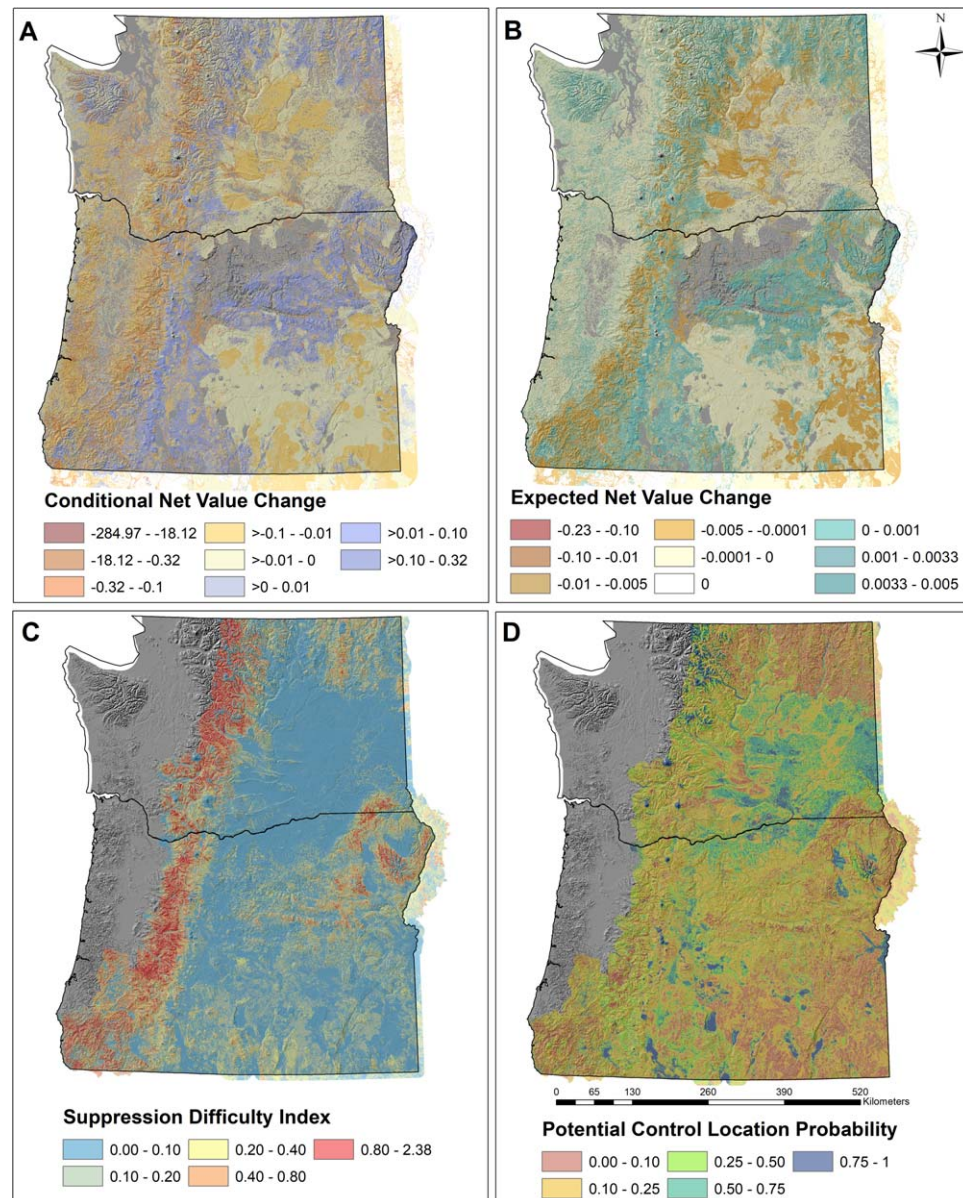 A
B
N
Conditional Net Value Change
-284.97 - -18.12
>-0.1 - -0.01
>0.01 - 0.10
-18.12 - -0.32
>-0.01 - 0
>0.10 - 0.32
-0.32 - -0.1
>0 - 0.01
Expected Net Value Change
-0.23 - -0.10
-0.005 - -0.0001
0 - 0.001
-0.10 - -0.01
-0.0001 - 0
0.001 - 0.0033
-0.01 - -0.005
0
0.0033 - 0.005
C
D
Suppression Difficulty Index
0.00 - 0.10
0.20 - 0.40
0.80 - 2.38
0.10 - 0.20
0.40 - 0.80
0 65 130 260 390 520
Kilometers
Potential Control Location Probability
0.00 - 0.10
0.25 - 0.50
0.75 - 1
0.10 - 0.25
0.50 - 0.75